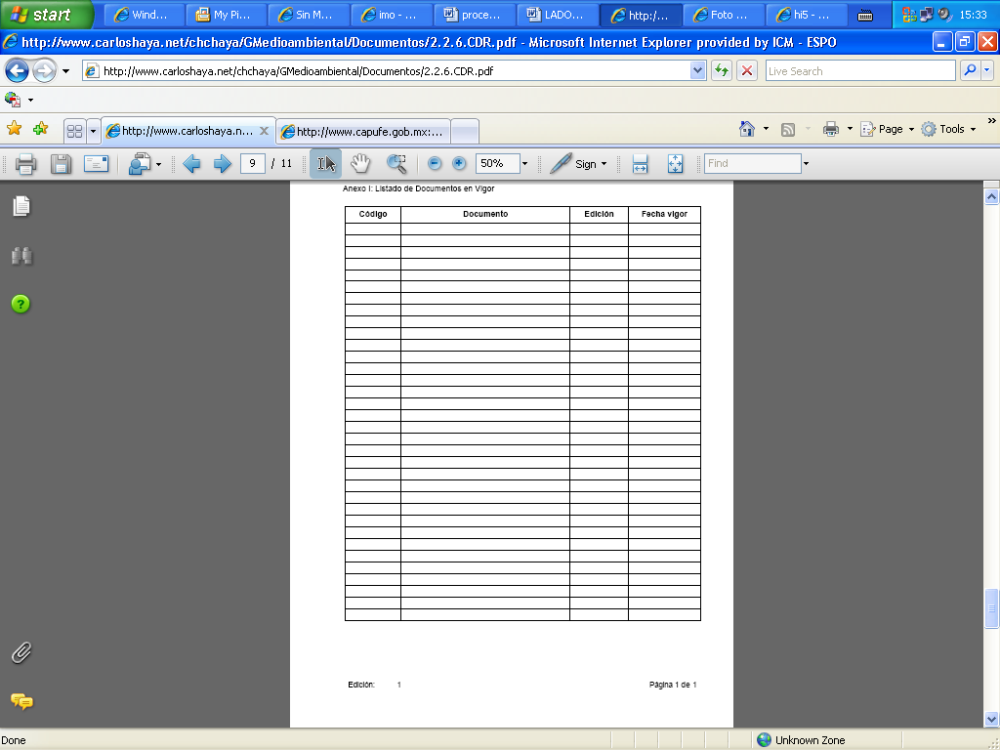 start
Wind...
My Pi...
Sin M...
imo - ...
proce...
LADO...
http:/...
Foto ...
hi5 - ...
15:33
http://www.carloshaya.net/chchaya/GMedioambiental/Documentos/2.2.6.CDR.pdf - Microsoft Internet Explorer provided by ICM - ESPO
http://www.carloshaya.net/chchaya/GMedioambiental/Documentos/2.2.6.CDR.pdf
Live Search
http://www.carloshaya.n...
http://www.capufe.gob.mx:...
Page
Tools
9 / 11
50%
Sign
Find
Anexo I: Listado de Documentos en Vigor
Código Documento Edición Fecha vigor
Edición: 1 Página 1 de 1
Done
Unknown Zone